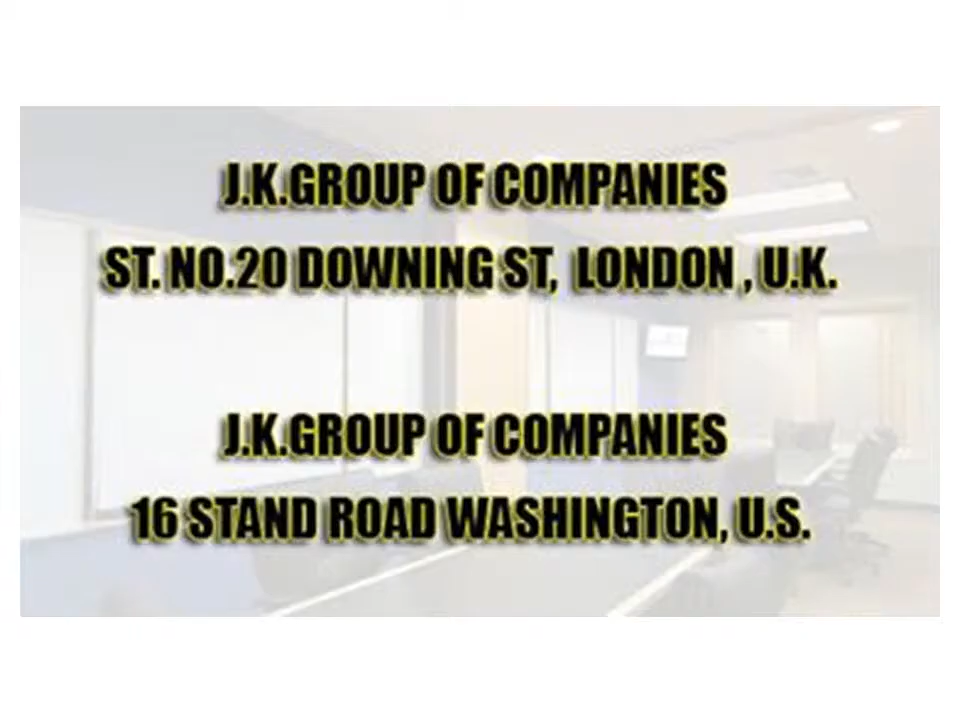 J.K.GROUP OF COMPANIES
ST. NO.20 DOWNING ST, LONDON , U.K.
J.K.GROUP OF COMPANIES
16 STAND ROAD WASHINGTON, U.S.